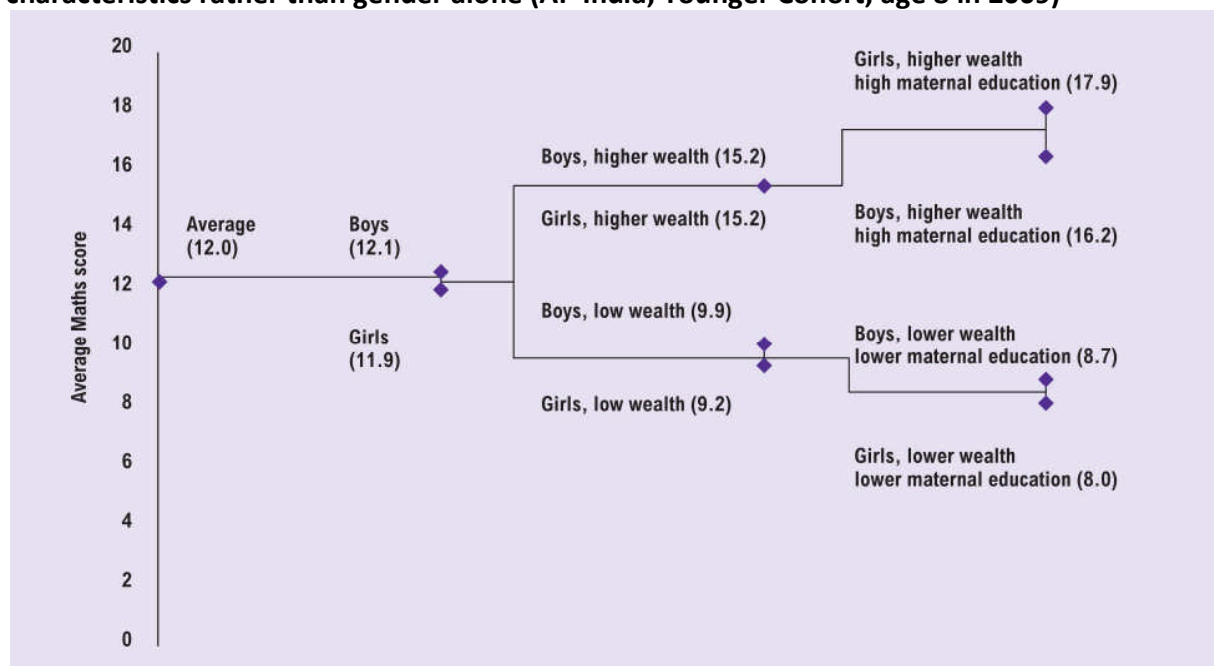 characteristics rather than gender alone (AP India, Younger Cohort, age 8 in 2009)
20
18
16
14
12
10
8
6
4
2
0
Average Maths score
Average
(12.0)
Boys
(12.1)
Girls
(11.9)
Boys, higher wealth (15.2)
Girls, higher wealth (15.2)
Boys, low wealth (9.9)
Girls, low wealth (9.2)
Girls, higher wealth
high maternal education (17.9)
Boys, higher wealth
high maternal education (16.2)
Boys, lower wealth
lower maternal education (8.7)
Girls, lower wealth
lower maternal education (8.0)